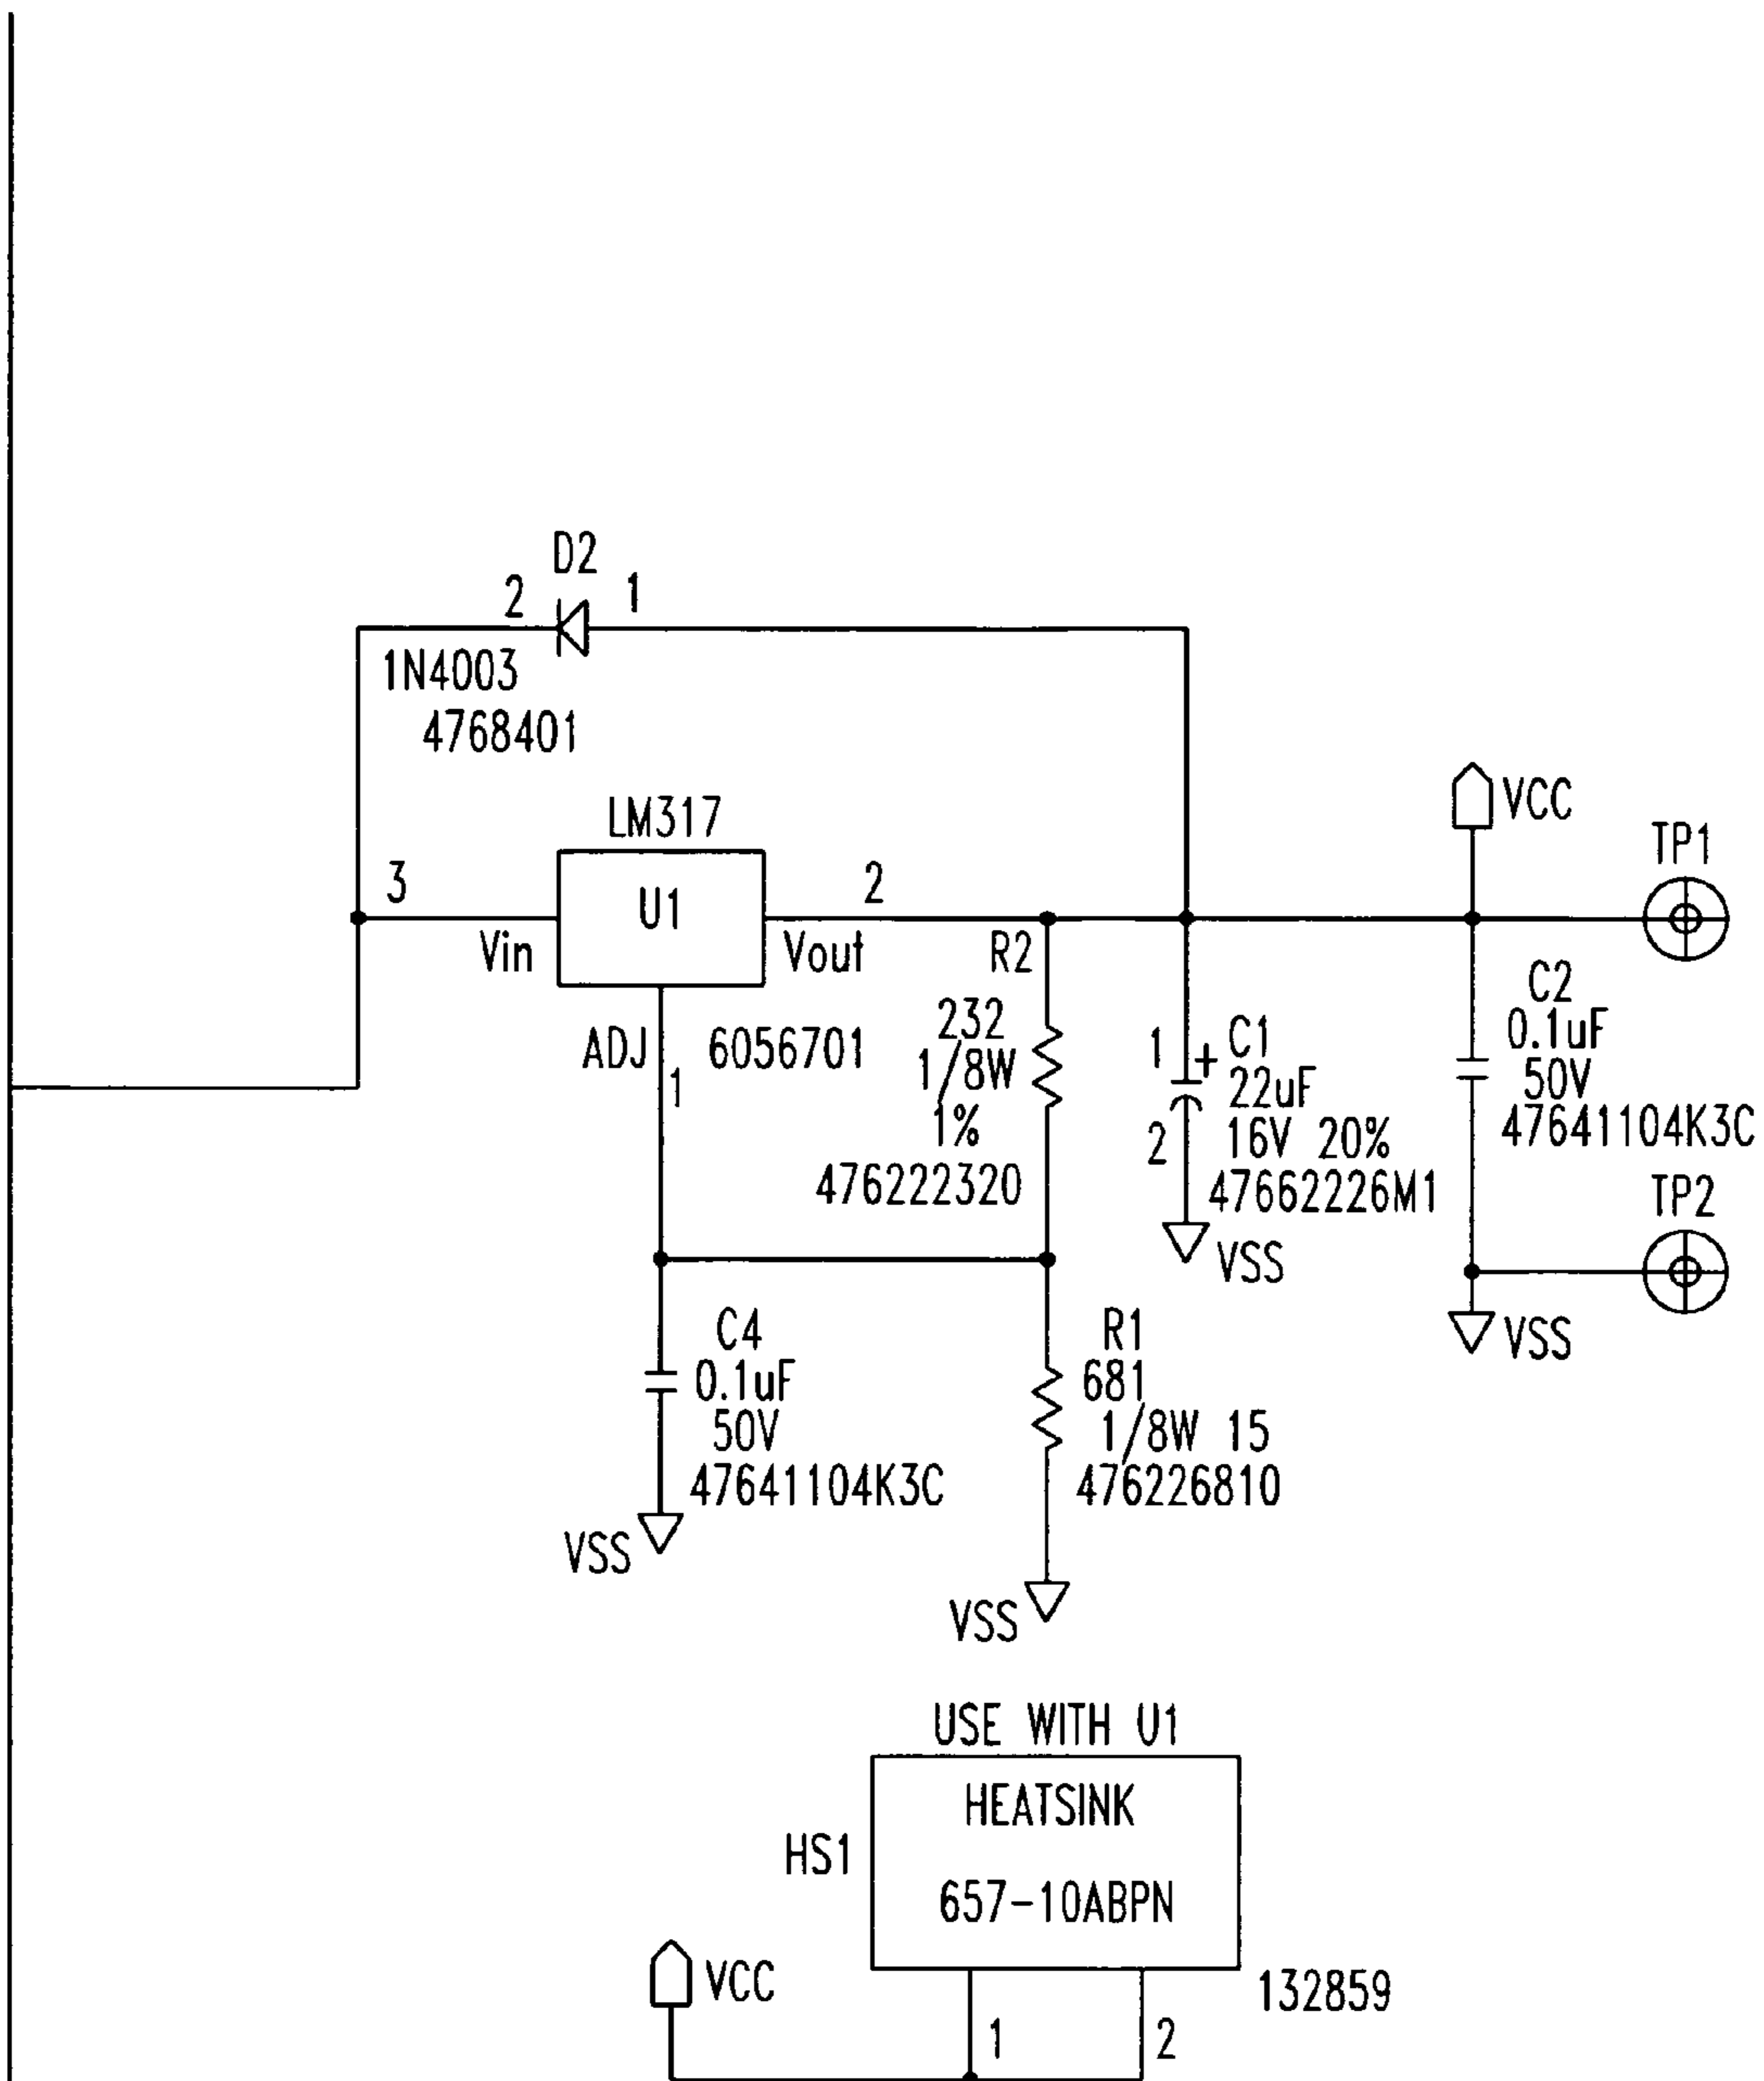 D2
2
1
1N4003
4768401
LM317
3
U1
2
Vin
Vout
ADJ
1
6056701
R2
232
1/8W
1%
476222320
1
+
C1
22uF
2
16V 20%
47662226M1
VSS
VCC
TP1
C2
0.1uF
50V
47641104K3C
TP2
VSS
C4
0.1uF
50V
47641104K3C
VSS
R1
681
1/8W 15
476226810
VSS
USE WITH U1
HEATSINK
HS1
657-10ABPN
132859
VCC
1
2